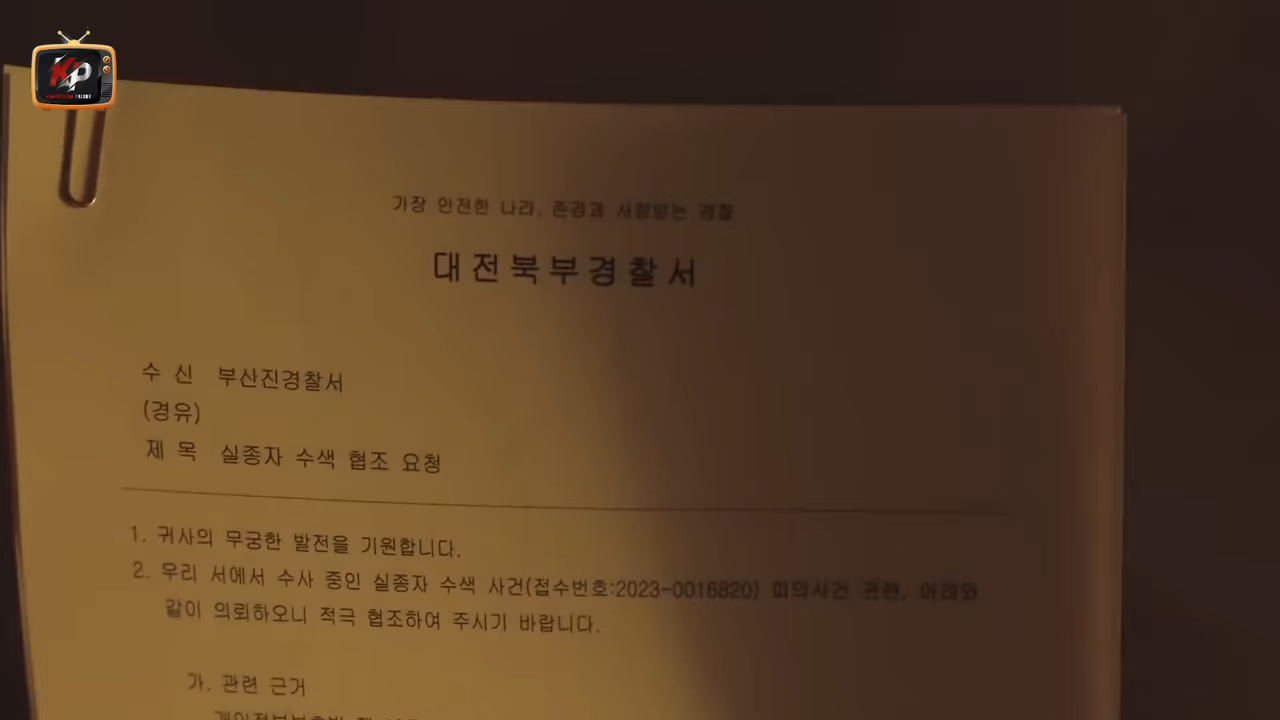 KP
가장 안전한 나라, 존경과 사랑받는 경찰
대전북부경찰서
수 신 부산진경찰서
(경유)
제 목 실종자 수색 협조 요청
1. 귀사의 무궁한 발전을 기원합니다.
2. 우리 서에서 수사 중인 실종자 수색 사건(접수번호:2023-0016820) 피의사건 관련, 아래와
같이 의뢰하오니 적극 협조하여 주시기 바랍니다.
가. 관련 근거